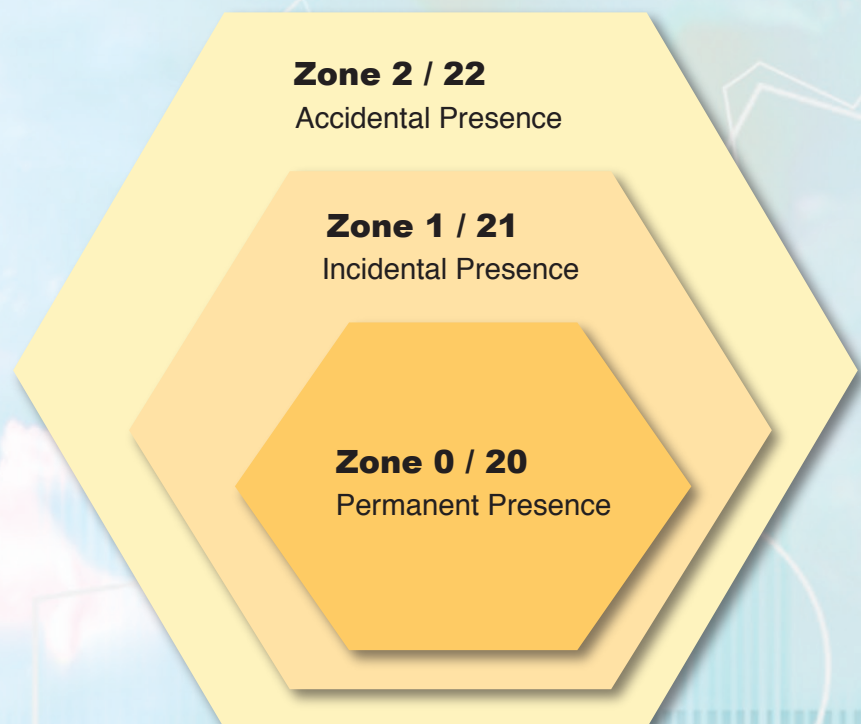 Zone 2 / 22
Accidental Presence
Zone 1 / 21
Incidental Presence
Zone 0 / 20
Permanent Presence